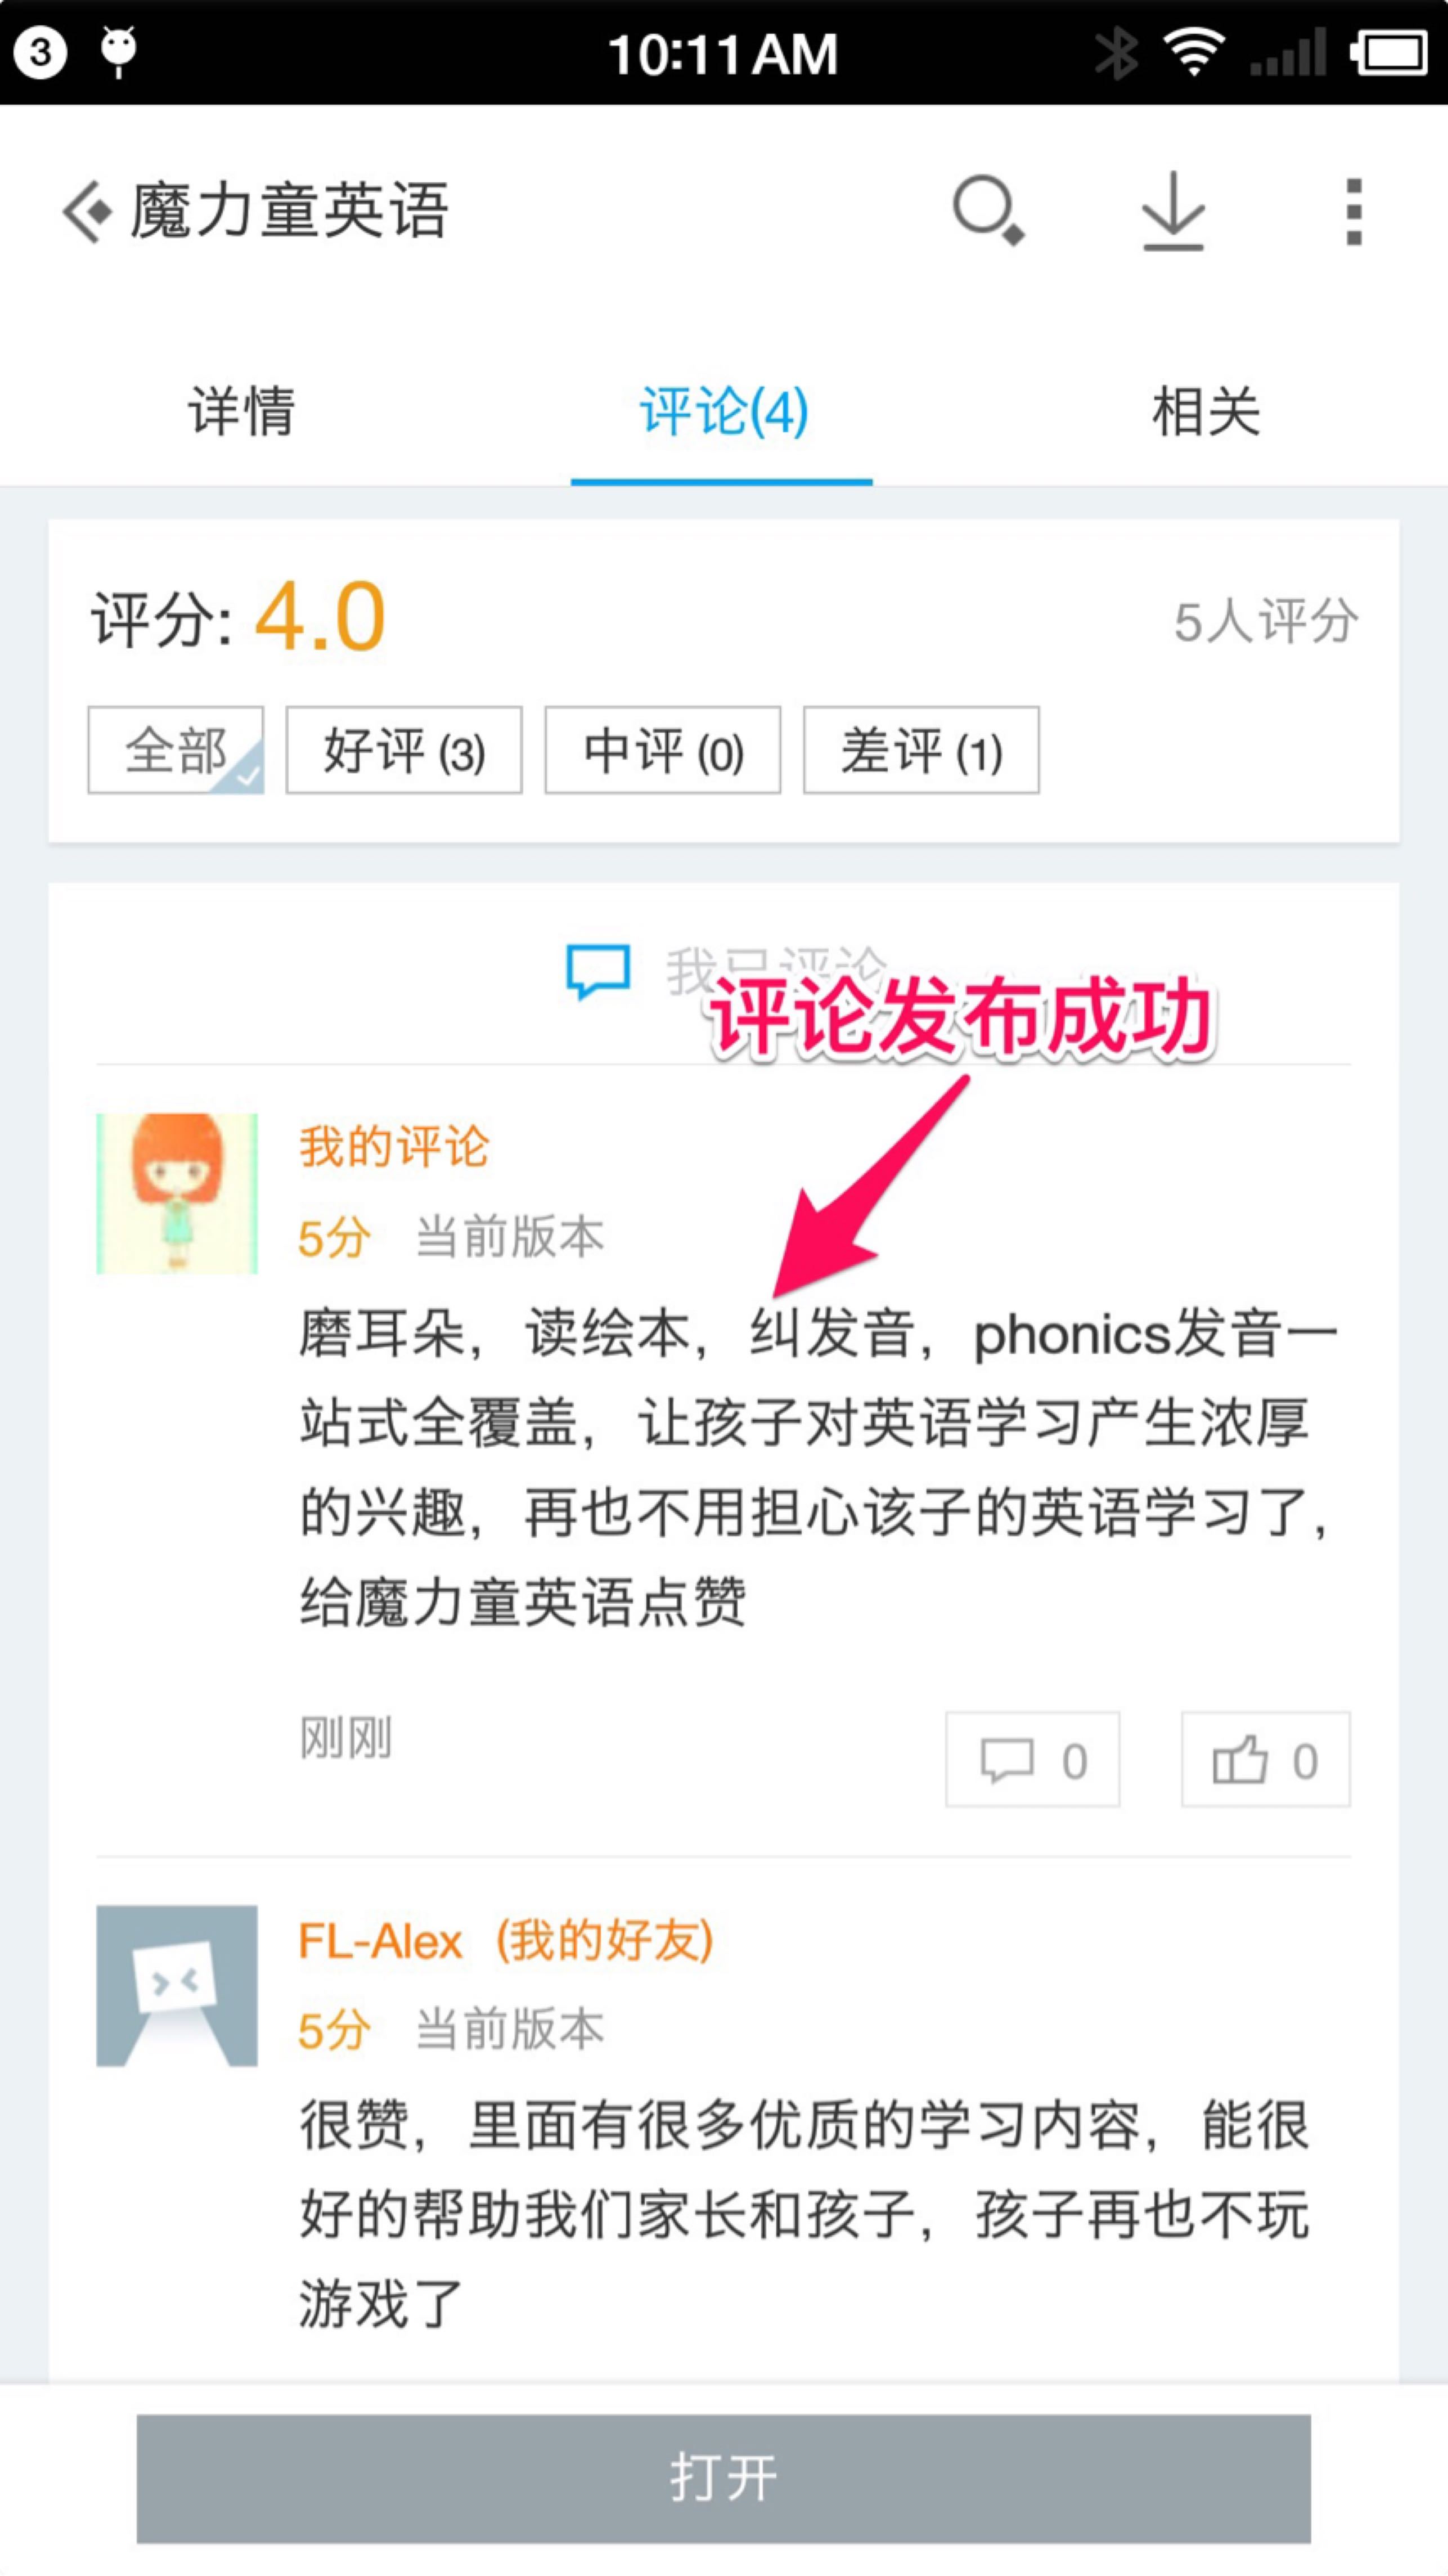 3
10:11 AM
魔力童英语
详情
评论(4)
相关
评分: 4.0
5人评分
全部
好评 (3)
中评 (0)
差评 (1)
我已评论
评论发布成功
我的评论
5分 当前版本
磨耳朵，读绘本，纠发音，phonics发音一
站式全覆盖，让孩子对英语学习产生浓厚
的兴趣，再也不用担心该子的英语学习了，
给魔力童英语点赞
刚刚
0
0
FL-Alex (我的好友)
5分 当前版本
很赞，里面有很多优质的学习内容，能很
好的帮助我们家长和孩子，孩子再也不玩
游戏了
打开